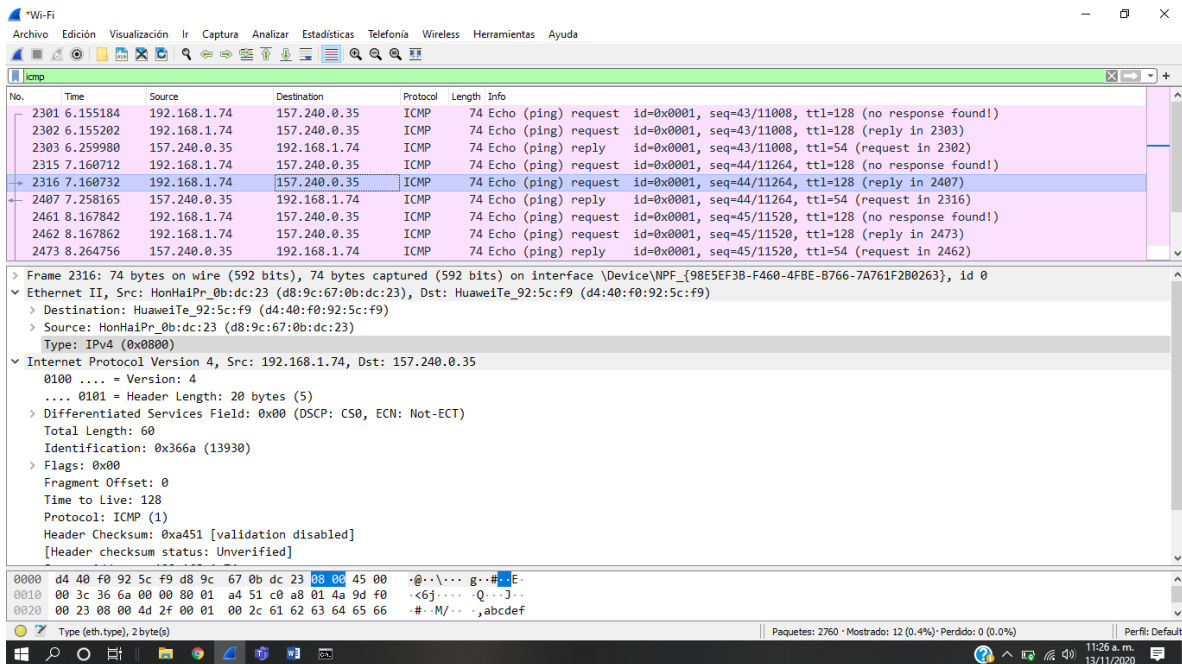 *Wi-Fi
Archivo Edición Visualización Ir Captura Analizar Estadísticas Telefonía Wireless Herramientas Ayuda
icmp
No. Time Source Destination Protocol Length Info
2301 6.155184 192.168.1.74 157.240.0.35 ICMP 74 Echo (ping) request id=0x0001, seq=43/11008, ttl=128 (no response found!)
2302 6.155202 192.168.1.74 157.240.0.35 ICMP 74 Echo (ping) request id=0x0001, seq=43/11008, ttl=128 (reply in 2303)
2303 6.259980 157.240.0.35 192.168.1.74 ICMP 74 Echo (ping) reply id=0x0001, seq=43/11008, ttl=54 (request in 2302)
2315 7.160712 192.168.1.74 157.240.0.35 ICMP 74 Echo (ping) request id=0x0001, seq=44/11264, ttl=128 (no response found!)
2316 7.160732 192.168.1.74 157.240.0.35 ICMP 74 Echo (ping) request id=0x0001, seq=44/11264, ttl=128 (reply in 2407)
2407 7.258165 157.240.0.35 192.168.1.74 ICMP 74 Echo (ping) reply id=0x0001, seq=44/11264, ttl=54 (request in 2316)
2461 8.167842 192.168.1.74 157.240.0.35 ICMP 74 Echo (ping) request id=0x0001, seq=45/11520, ttl=128 (no response found!)
2462 8.167862 192.168.1.74 157.240.0.35 ICMP 74 Echo (ping) request id=0x0001, seq=45/11520, ttl=128 (reply in 2473)
2473 8.264756 157.240.0.35 192.168.1.74 ICMP 74 Echo (ping) reply id=0x0001, seq=45/11520, ttl=54 (request in 2462)
Frame 2316: 74 bytes on wire (592 bits), 74 bytes captured (592 bits) on interface \Device\NPF_{98E5EF3B-F460-4FBE-B766-7A761F2B0263}, id 0
Ethernet II, Src: HonHaiPr_0b:dc:23 (d8:9c:67:0b:dc:23), Dst: HuaweiTe_92:5c:f9 (d4:40:f0:92:5c:f9)
Destination: HuaweiTe_92:5c:f9 (d4:40:f0:92:5c:f9)
Source: HonHaiPr_0b:dc:23 (d8:9c:67:0b:dc:23)
Type: IPv4 (0x0800)
Internet Protocol Version 4, Src: 192.168.1.74, Dst: 157.240.0.35
0100 .... = Version: 4
.... 0101 = Header Length: 20 bytes (5)
Differentiated Services Field: 0x00 (DSCP: CS0, ECN: Not-ECT)
Total Length: 60
Identification: 0x366a (13930)
Flags: 0x00
Fragment Offset: 0
Time to Live: 128
Protocol: ICMP (1)
Header Checksum: 0xa451 [validation disabled]
[Header checksum status: Unverified]
0000 d4 40 f0 92 5c f9 d8 9c 67 0b dc 23 08 00 45 00 ·@··\··· g··#··E·
0010 00 3c 36 6a 00 00 80 01 a4 51 c0 a8 01 4a 9d f0 ·<6j···· ·Q···J··
0020 00 23 08 00 4d 2f 00 01 00 2c 61 62 63 64 65 66 ·#··M/·· ·,abcdef
Type (eth.type), 2 byte(s) Paquetes: 2760 · Mostrado: 12 (0.4%)· Perdido: 0 (0.0%) Perfil: Default
11:26 a. m.
13/11/2020